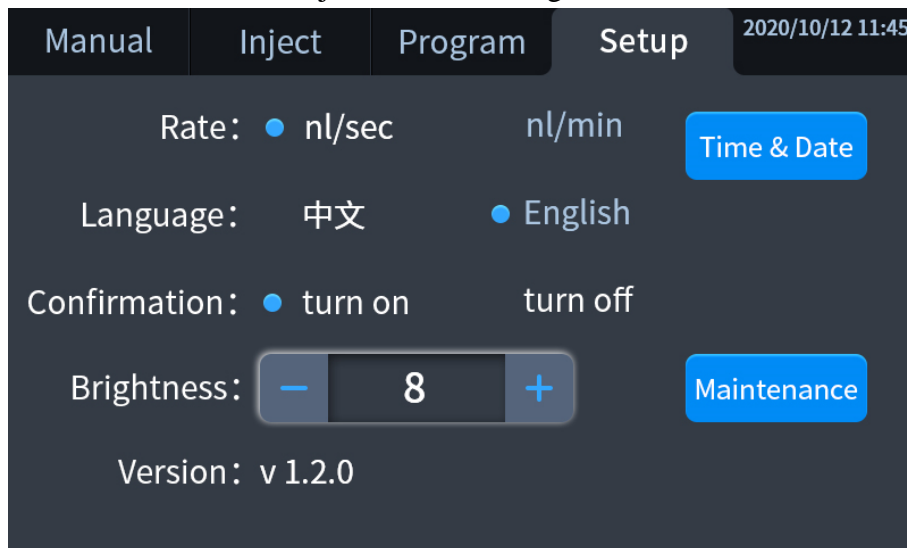 Manual Inject Program Setup 2020/10/12 11:45
Rate: nl/sec nl/min Time & Date
Language: 中文 English
Confirmation: turn on turn off
Brightness: − 8 + Maintenance
Version: v 1.2.0